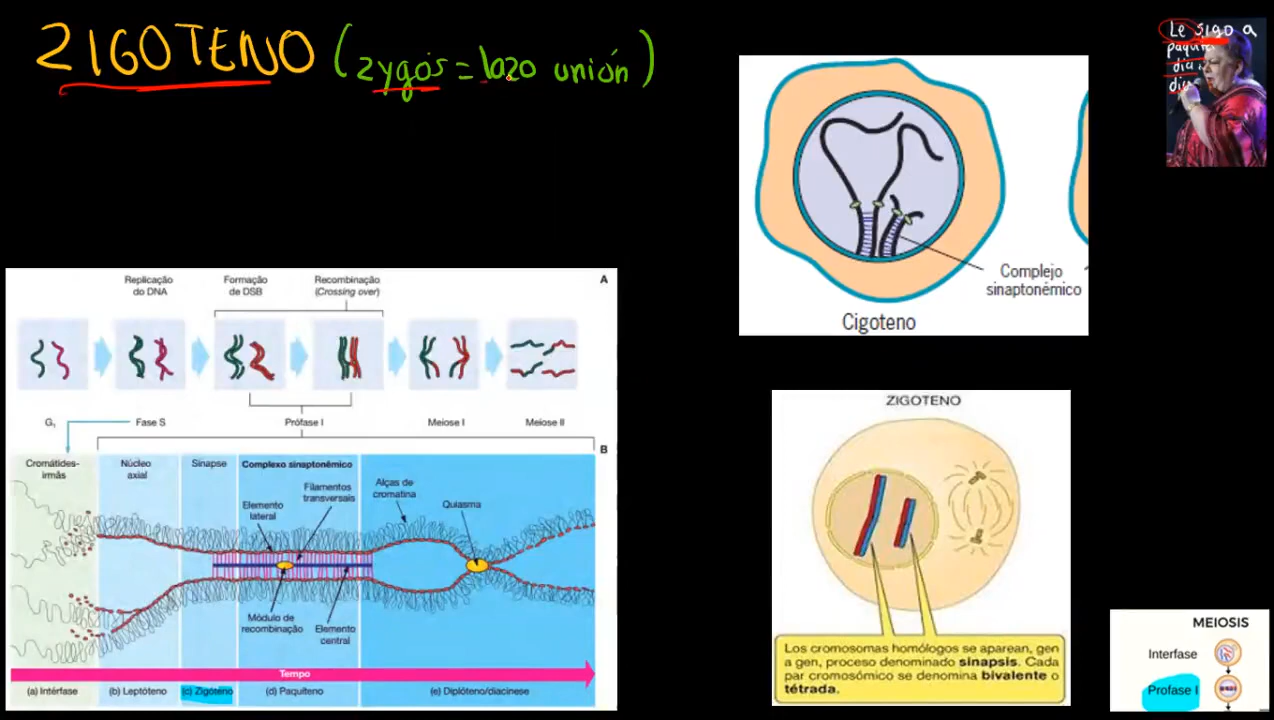 ZIGOTENO (zygós = lazo unión)
Le sigo a
día
Complejo
sinaptonémico
Cigoteno
A
Replicação
do DNA
Formação
de DSB
Recombinação
(Crossing over)
G₁
Fase S
Prófase I
Meiose I
Meiose II
B
Cromátides-
irmãs
Núcleo
axial
Sinapse
Complexo sinaptonêmico
Filamentos
transversais
Elemento
lateral
Alças de
cromatina
Quiasma
Módulo de
recombinação
Elemento
central
Tempo
(a) Intérfase
(b) Leptóteno
(c) Zigóteno
(d) Paquíteno
(e) Diplóteno/diacinese
ZIGOTENO
Los cromosomas homólogos se aparean, gen
a gen, proceso denominado sinapsis. Cada
par cromosómico se denomina bivalente o
tétrada.
MEIOSIS
Interfase
Profase I